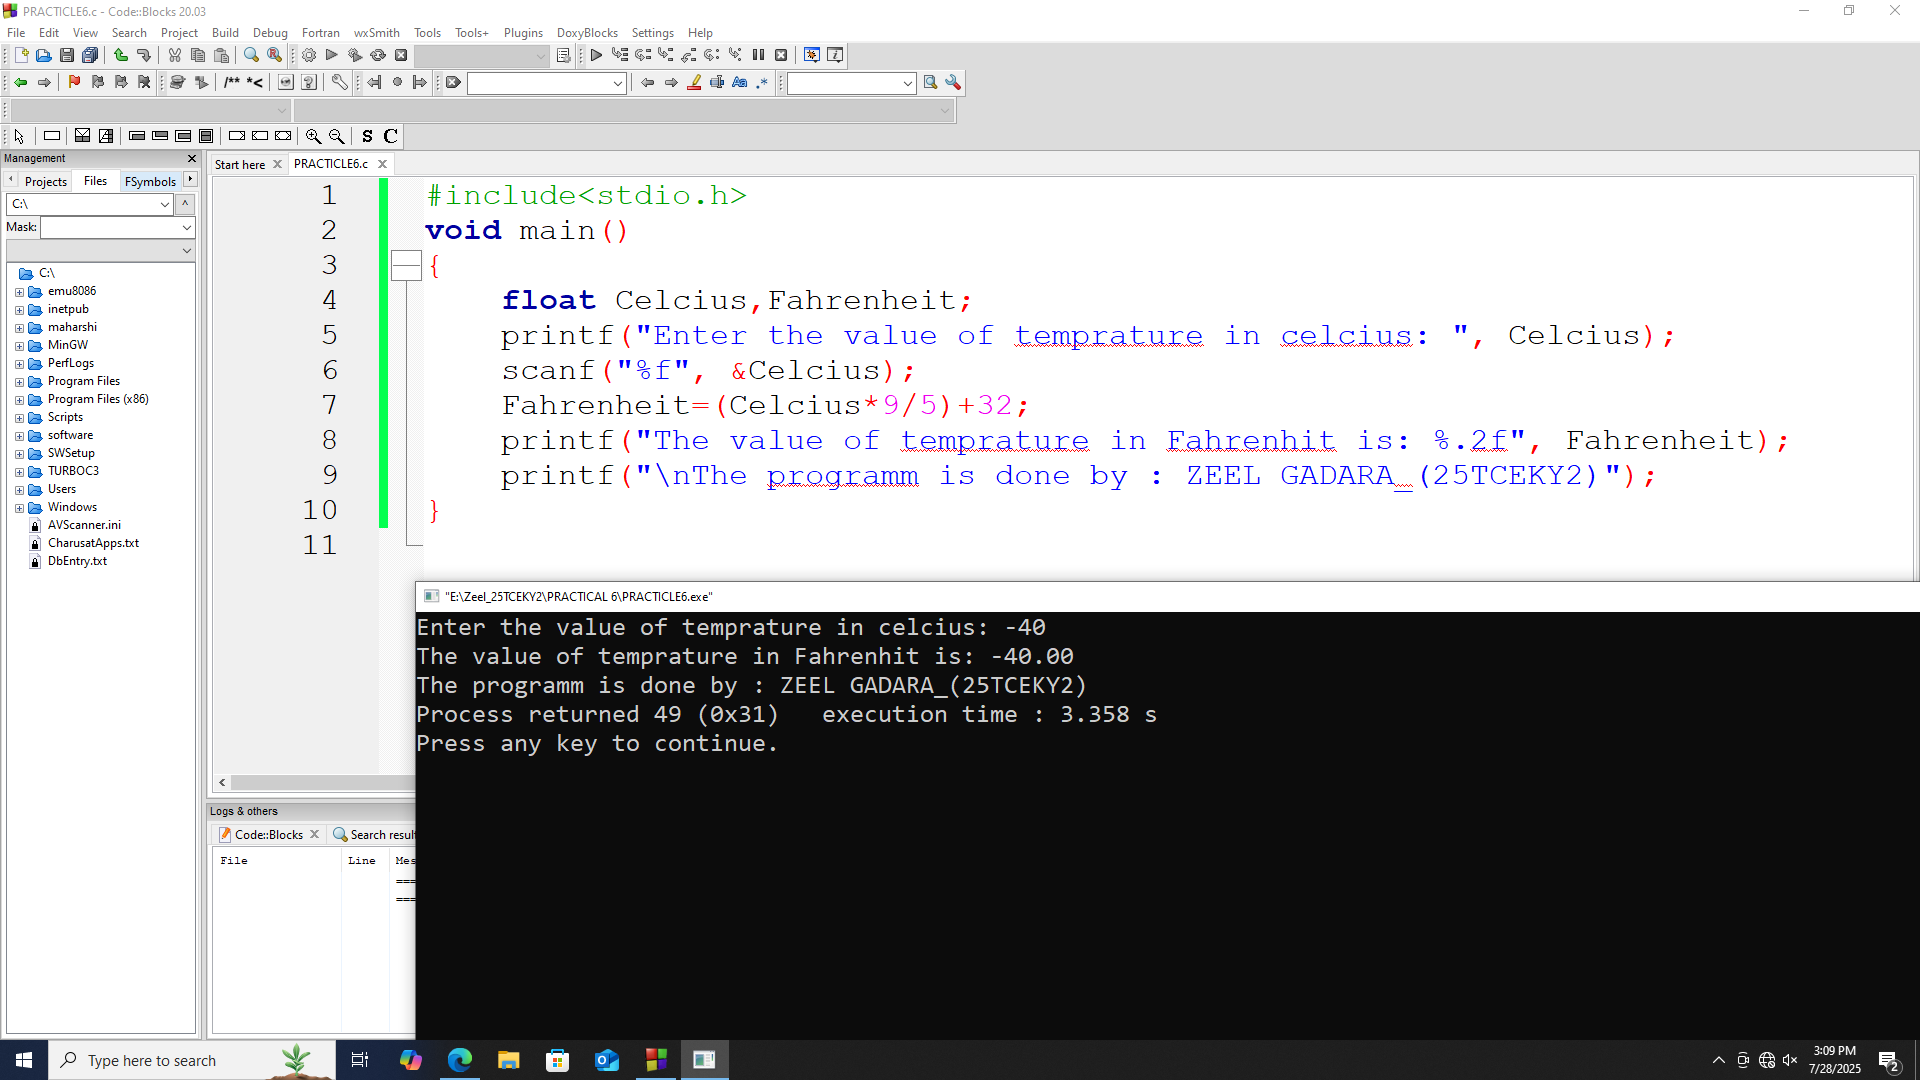 PRACTICLE6.c - Code::Blocks 20.03
File Edit View Search Project Build Debug Fortran wxSmith Tools Tools+ Plugins DoxyBlocks Settings Help
/** *<
Aa .*
S C
Management
Projects Files FSymbols
C:\
Mask:
C:\
emu8086
inetpub
maharshi
MinGW
PerfLogs
Program Files
Program Files (x86)
Scripts
software
SWSetup
TURBOC3
Users
Windows
AVScanner.ini
CharusatApps.txt
DbEntry.txt
Start here PRACTICLE6.c
1 #include<stdio.h>
2 void main()
3 {
4 float Celcius,Fahrenheit;
5 printf("Enter the value of temprature in celcius: ", Celcius);
6 scanf("%f", &Celcius);
7 Fahrenheit=(Celcius*9/5)+32;
8 printf("The value of temprature in Fahrenhit is: %.2f", Fahrenheit);
9 printf("\nThe programm is done by : ZEEL GADARA_(25TCEKY2)");
10 }
11
"E:\Zeel_25TCEKY2\PRACTICAL 6\PRACTICLE6.exe"
Enter the value of temprature in celcius: -40
The value of temprature in Fahrenhit is: -40.00
The programm is done by : ZEEL GADARA_(25TCEKY2)
Process returned 49 (0x31)   execution time : 3.358 s
Press any key to continue.
Logs & others
Code::Blocks Search result
File Line Mes
===
===
Type here to search
3:09 PM
7/28/2025
2